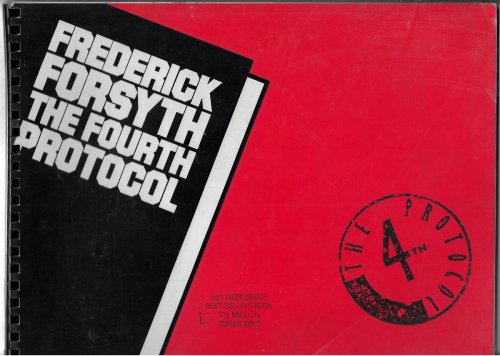 FREDERICK
FORSYTH
THE FOURTH
PROTOCOL
THE PROTOCOL
4TH
No1 WORLDWIDE
BEST SELLING BOOK
COPIES SOLD